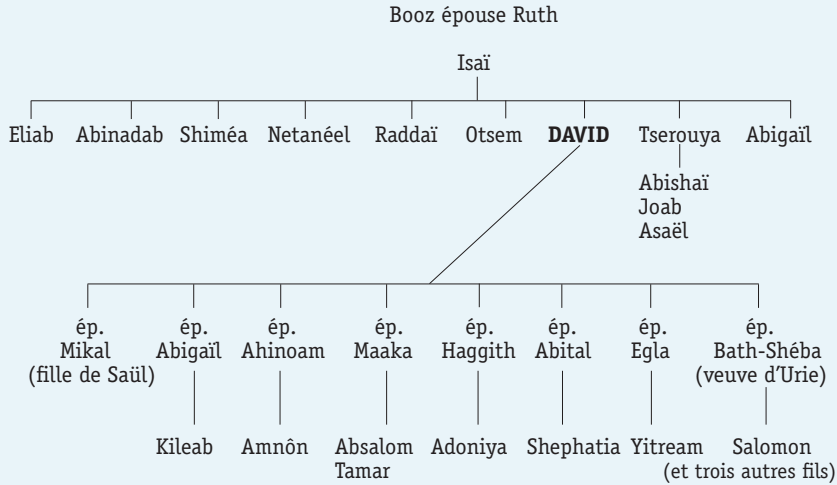 Booz épouse Ruth
Isaï
Eliab Abinadab Shiméa Netanéel Raddaï Otsem DAVID Tserouya Abigaïl
Abishaï
Joab
Asaël
ép. ép. ép. ép. ép. ép. ép. ép.
Mikal Abigaïl Ahinoam Maaka Haggith Abital Egla Bath-Shéba
(fille de Saül) (veuve d'Urie)
Kileab Amnôn Absalom Adoniya Shephatia Yitream Salomon
Tamar (et trois autres fils)